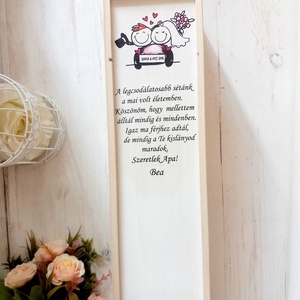 A legcsodálatosabb sétánk
a mai volt életemben.
Köszönöm, hogy mellettem
álltál mindig és mindenben.
Igaz ma férjhez adtál,
de mindig a Te kislányod
maradok.
Szeretlek Apa!
Bea